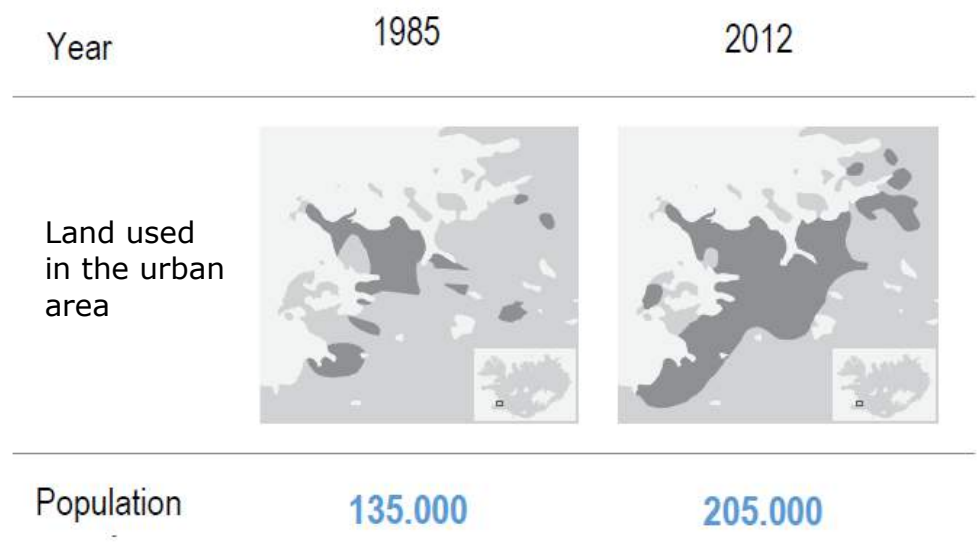 Year 1985 2012
Land used
in the urban
area
Population 135.000 205.000